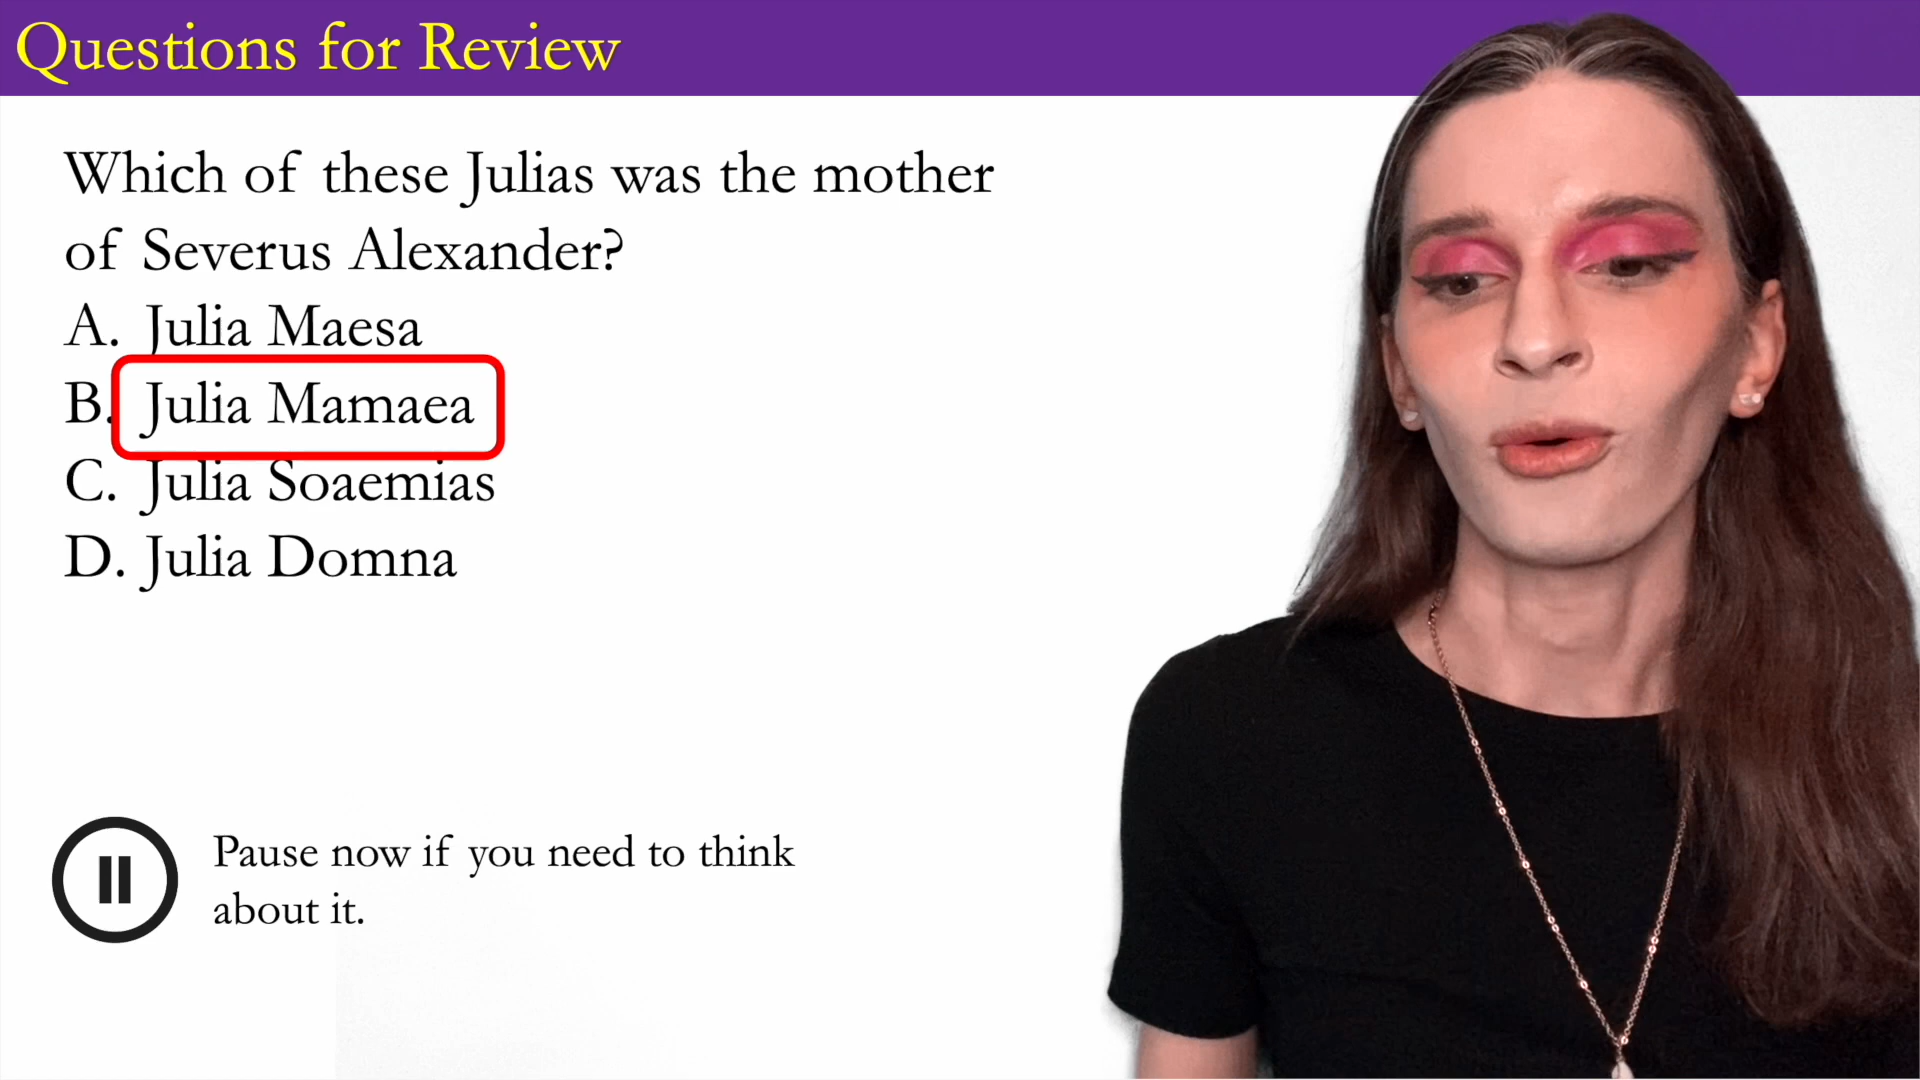 Questions for Review
Which of these Julias was the mother
of Severus Alexander?
A. Julia Maesa
B. Julia Mamaea
C. Julia Soaemias
D. Julia Domna
Pause now if you need to think
about it.